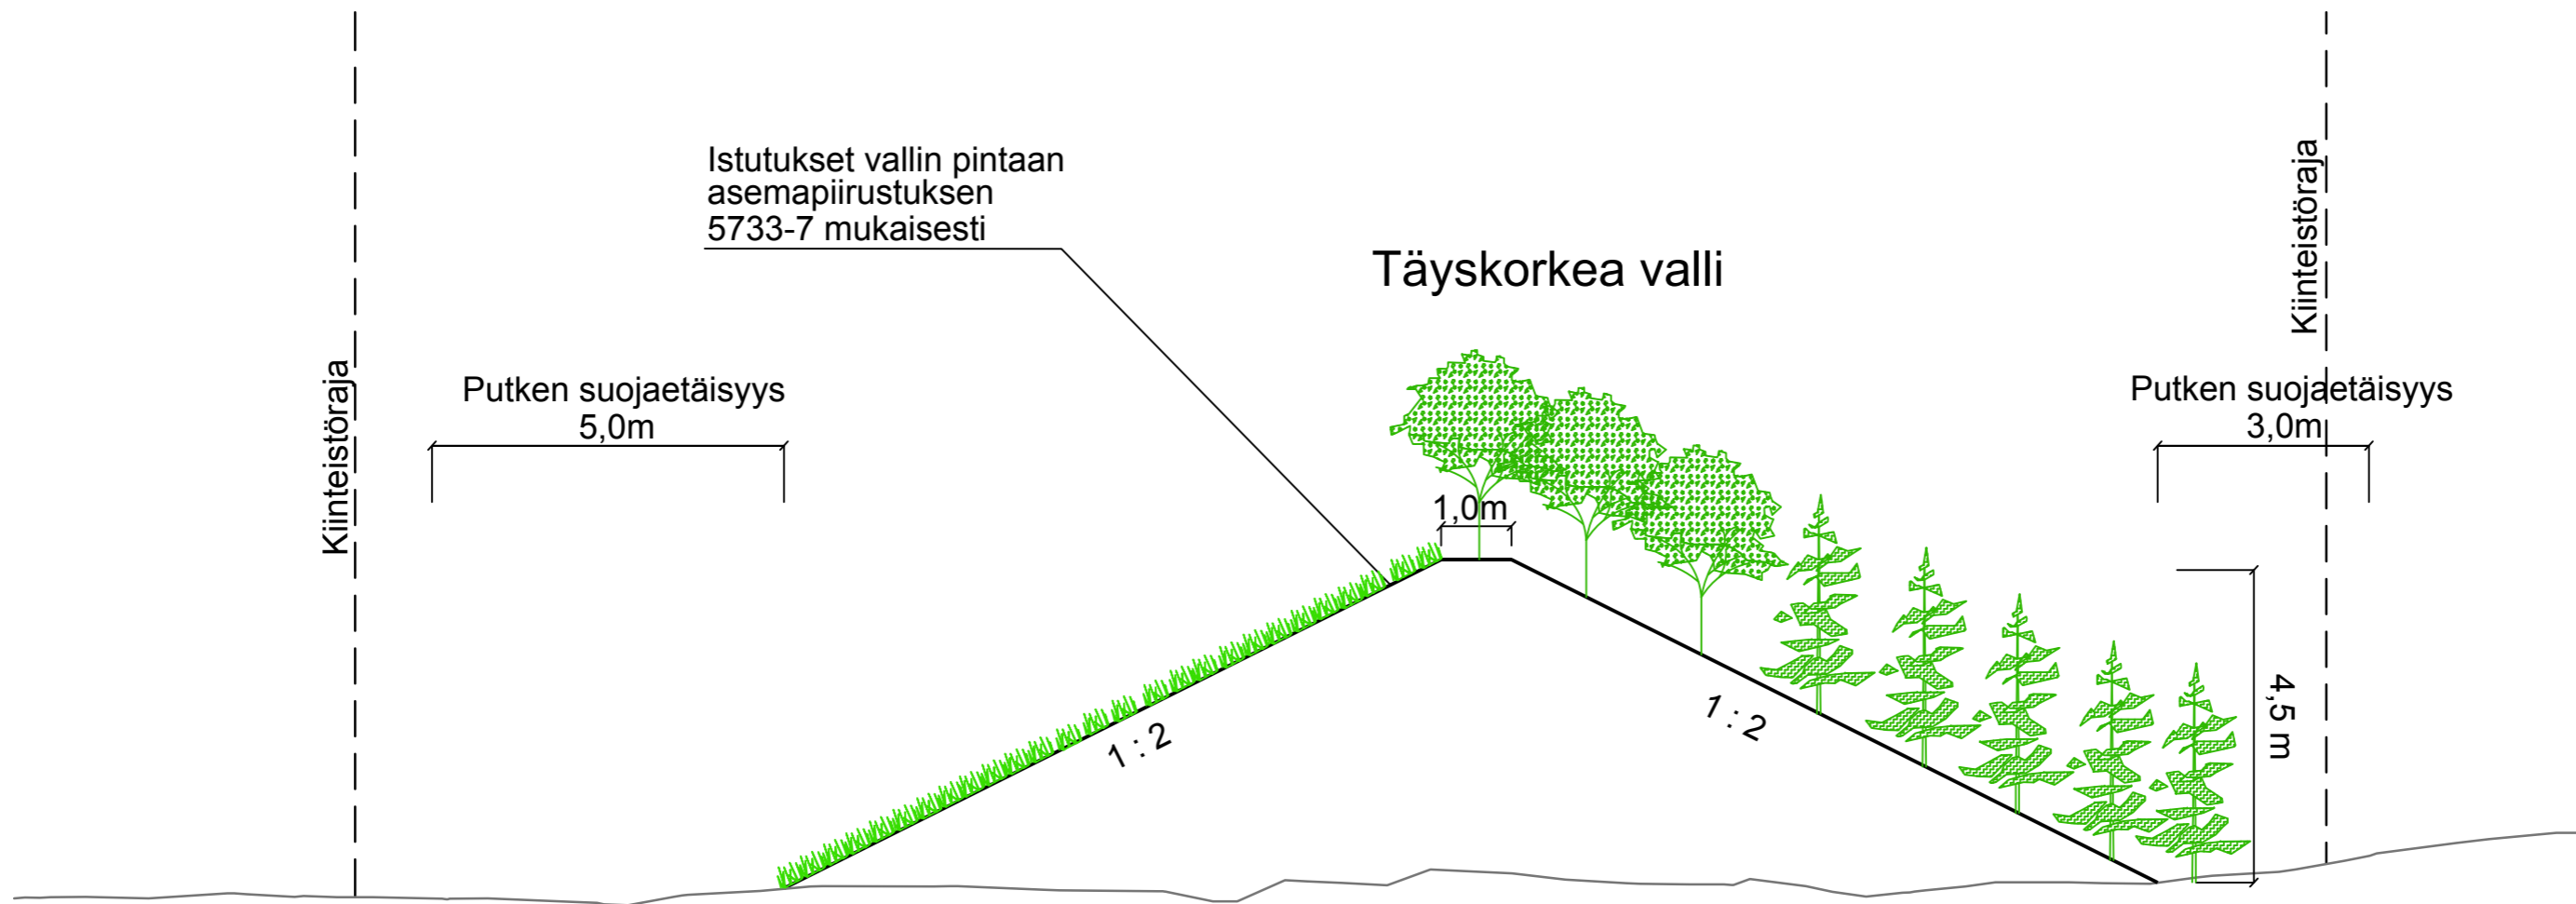 Istutukset vallin pintaan
asemapiirustuksen
5733-7 mukaisesti
Täyskorkea valli
Kiinteistöraja
Kiinteistöraja
Putken suojaetäisyys
5,0m
Putken suojaetäisyys
3,0m
1,0m
1 : 2
1 : 2
4,5 m